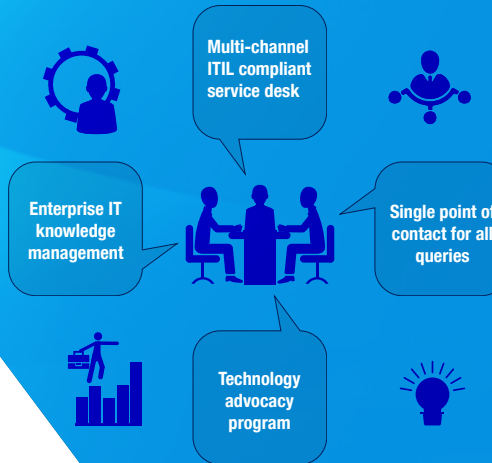 Multi-channel
ITIL compliant
service desk
Enterprise IT
knowledge
management
Single point of
contact for all
queries
Technology
advocacy
program